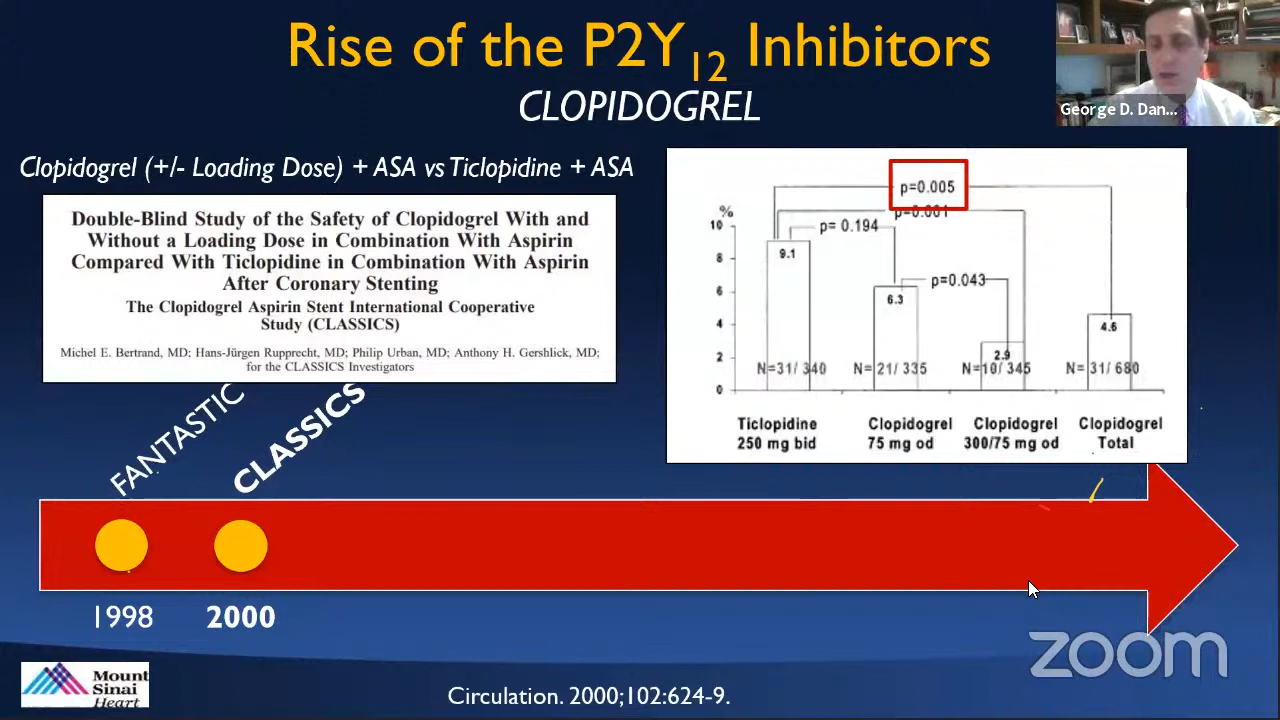 Rise of the P2Y12 Inhibitors
CLOPIDOGREL
George D. Dan...
Clopidogrel (+/- Loading Dose) + ASA vs Ticlopidine + ASA
Double-Blind Study of the Safety of Clopidogrel With and
Without a Loading Dose in Combination With Aspirin
Compared With Ticlopidine in Combination With Aspirin
After Coronary Stenting
The Clopidogrel Aspirin Stent International Cooperative
Study (CLASSICS)
Michel E. Bertrand, MD; Hans-Jürgen Rupprecht, MD; Philip Urban, MD; Anthony H. Gershlick, MD;
for the CLASSICS Investigators
p=0.005
p=0.001
%
p= 0.194
p=0.043
10
8
6
4
2
0
9.1
6.3
2.9
4.6
N=31/ 340
N= 21/ 335
N=10/ 345
N= 31/ 680
Ticlopidine
250 mg bid
Clopidogrel
75 mg od
Clopidogrel
300/75 mg od
Clopidogrel
Total
FANTASTIC
CLASSICS
1998
2000
zoom
Mount
Sinai
Heart
Circulation. 2000;102:624-9.